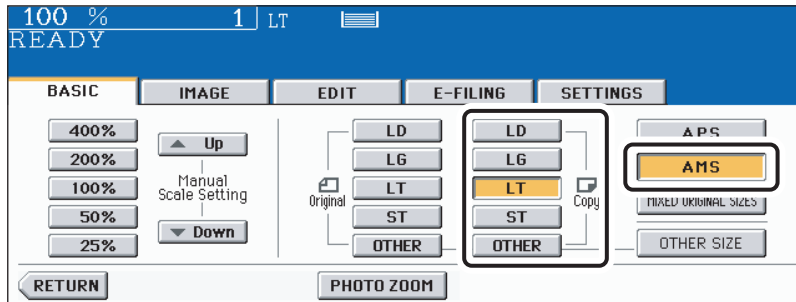 100 % 1 LT
READY
BASIC IMAGE EDIT E-FILING SETTINGS
400% Up LD LD APS
200% LG LG AMS
100% Manual Scale Setting Original LT LT Copy MIXED ORIGINAL SIZES
50% Down ST ST
25% OTHER OTHER OTHER SIZE
RETURN PHOTO ZOOM